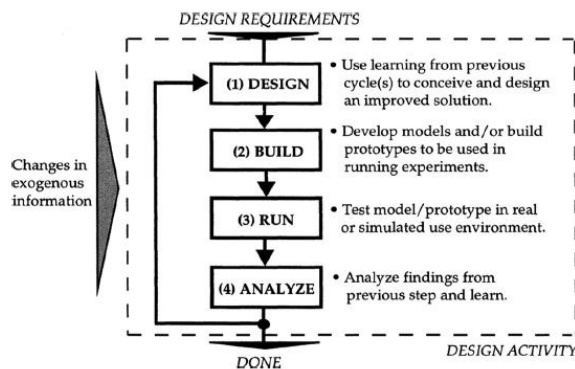 DESIGN REQUIREMENTS
(1) DESIGN
• Use learning from previous
cycle(s) to conceive and design
an improved solution.
(2) BUILD
• Develop models and/or build
prototypes to be used in
running experiments.
Changes in
exogenous
information
(3) RUN
• Test model/prototype in real
or simulated use environment.
(4) ANALYZE
• Analyze findings from
previous step and learn.
DONE
DESIGN ACTIVITY